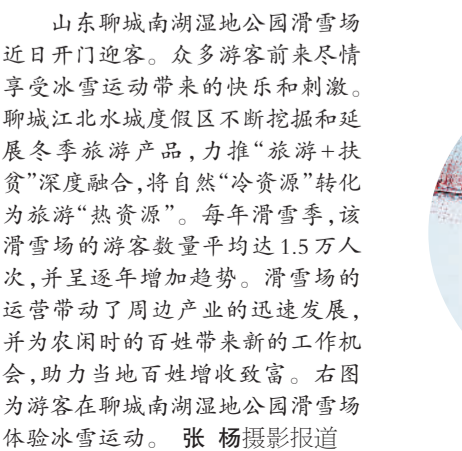 山东聊城南湖湿地公园滑雪场
近日开门迎客。众多游客前来尽情
享受冰雪运动带来的快乐和刺激。
聊城江北水城度假区不断挖掘和延
展冬季旅游产品,力推“旅游+扶
贫”深度融合,将自然“冷资源”转化
为旅游“热资源”。每年滑雪季,该
滑雪场的游客数量平均达1.5万人
次,并呈逐年增加趋势。滑雪场的
运营带动了周边产业的迅速发展,
并为农闲时的百姓带来新的工作机
会,助力当地百姓增收致富。右图
为游客在聊城南湖湿地公园滑雪场
体验冰雪运动。 张 杨摄影报道